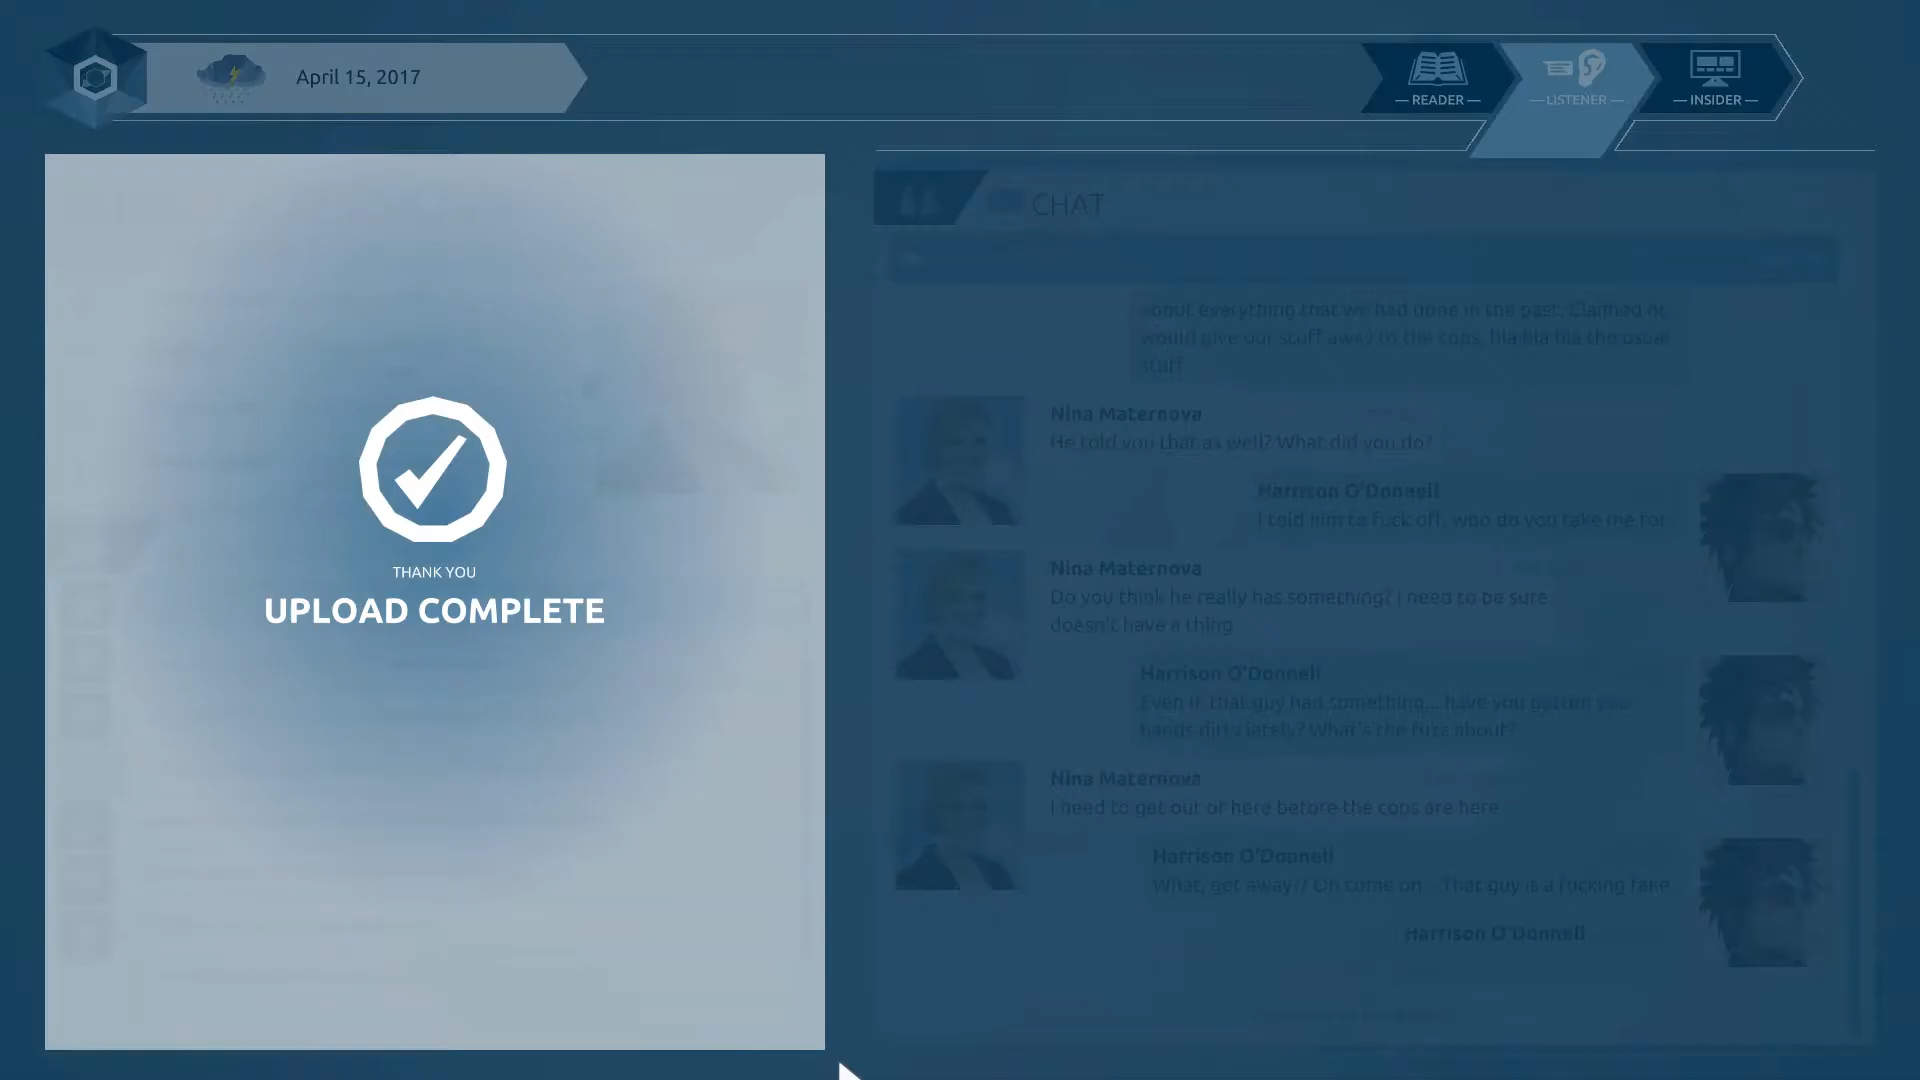 April 15, 2017
READER
LISTENER
INSIDER
CHAT
about everything that we had done in the past. Claimed he
would give our stuff away to the cops, bla bla bla the usual
stuff
Nina Maternova
He told you that as well? What did you do?
Harrison O'Donnell
I told him to fuck off, who do you take me for
Nina Maternova
Do you think he really has something? I need to be sure
doesn't have a thing
Harrison O'Donnell
Even if that guy had something... have you gotten your
hands dirty lately? What's the fuzz about?
Nina Maternova
I need to get out of here before the cops are here
Harrison O'Donnell
What, get away?? Oh come on... That guy is a fucking fake
Harrison O'Donnell
THANK YOU
UPLOAD COMPLETE